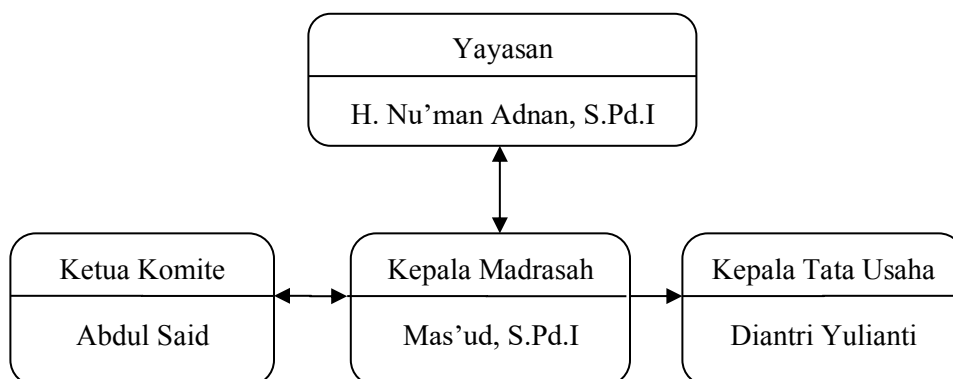 Yayasan
H. Nu’man Adnan, S.Pd.I
Ketua Komite
Abdul Said
Kepala Madrasah
Mas’ud, S.Pd.I
Kepala Tata Usaha
Diantri Yulianti